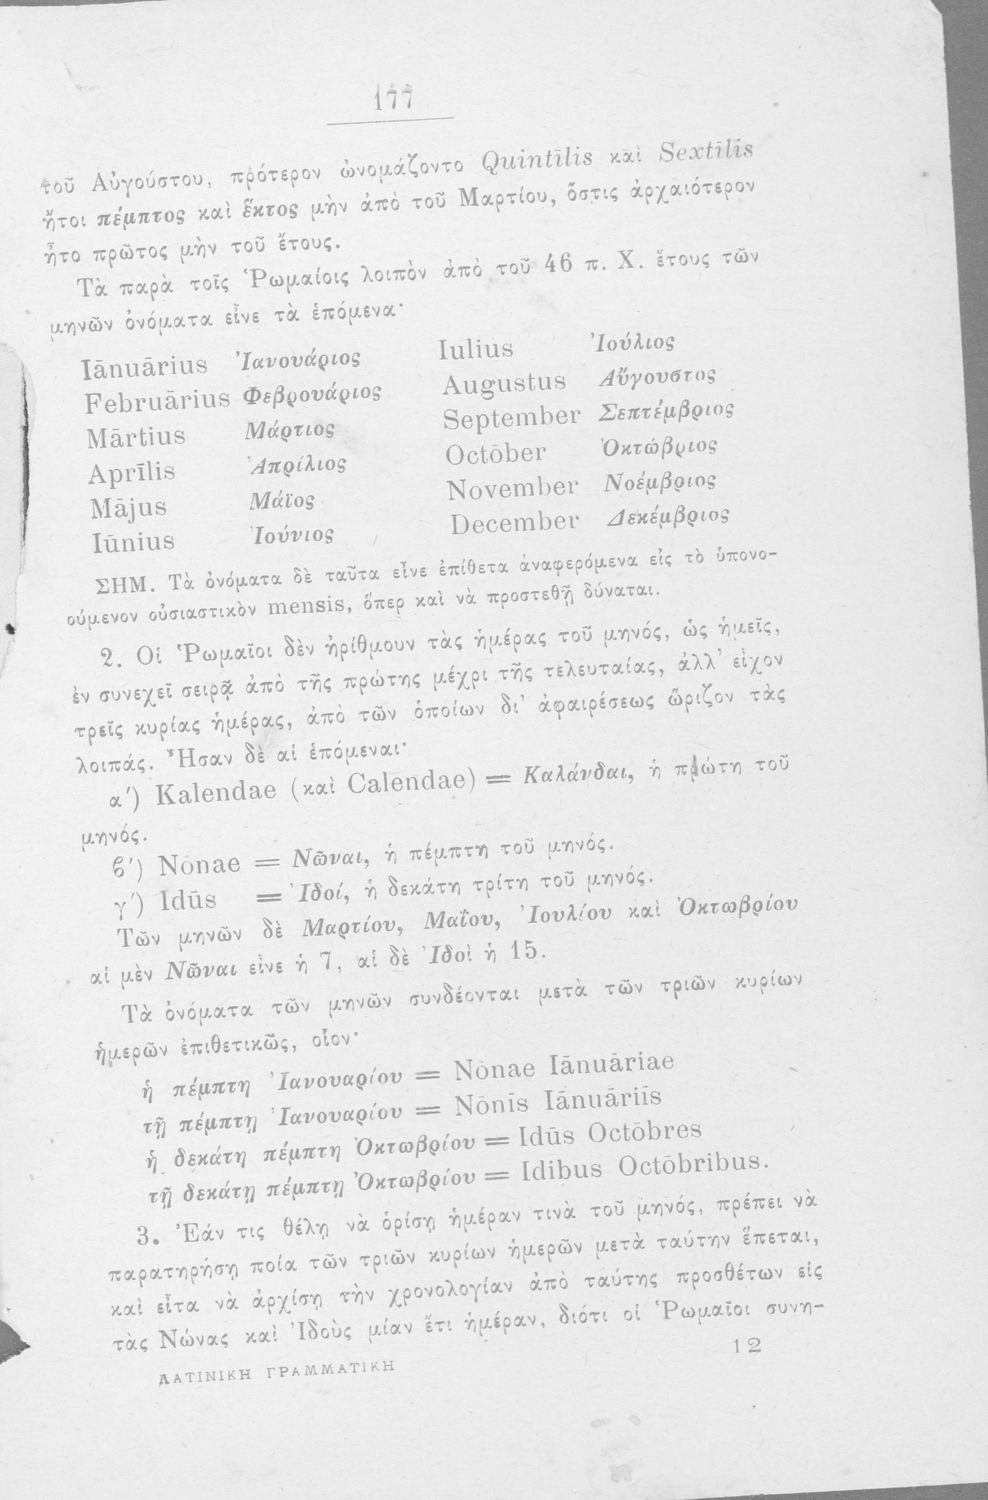 177
τοῦ Αὐγούστου, πρότερον ὠνομάζοντο Quintīlis καὶ Sextīlis
ἤτοι πέμπτος καὶ ἕκτος μὴν ἀπὸ τοῦ Μαρτίου, ὅστις ἀρχαιότερον
ἦτο πρῶτος μὴν τοῦ ἔτους.
Τὰ παρὰ τοῖς Ῥωμαίοις λοιπὸν ἀπὸ τοῦ 46 π. Χ. ἔτους τῶν
μηνῶν ὀνόματα εἶνε τὰ ἑπόμενα·
Iānuārius Ἰανουάριος Iulius Ἰούλιος
Februārius Φεβρουάριος Augustus Αὔγουστος
Mārtius Μάρτιος September Σεπτέμβριος
Aprīlis Ἀπρίλιος Octōber Ὀκτώβριος
Mājus Μάϊος November Νοέμβριος
Iūnius Ἰούνιος December Δεκέμβριος
ΣΗΜ. Τὰ ὀνόματα δὲ ταῦτα εἶνε ἐπίθετα ἀναφερόμενα εἰς τὸ ὑπονο-
ούμενον οὐσιαστικὸν mensis, ὅπερ καὶ νὰ προστεθῇ δύναται.
2. Οἱ Ῥωμαῖοι δὲν ἠρίθμουν τὰς ἡμέρας τοῦ μηνός, ὡς ἡμεῖς,
ἐν συνεχεῖ σειρᾷ ἀπὸ τῆς πρώτης μέχρι τῆς τελευταίας, ἀλλ' εἶχον
τρεῖς κυρίας ἡμέρας, ἀπὸ τῶν ὁποίων δι' ἀφαιρέσεως ὥριζον τὰς
λοιπάς. Ἦσαν δὲ αἱ ἑπόμεναι·
α') Kalendae (καὶ Calendae) = Καλάνδαι, ἡ πρώτη τοῦ
μηνός.
β') Nōnae = Νῶναι, ἡ πέμπτη τοῦ μηνός.
γ') Idūs = Ἰδοί, ἡ δεκάτη τρίτη τοῦ μηνός.
Τῶν μηνῶν δὲ Μαρτίου, Μαΐου, Ἰουλίου καὶ Ὀκτωβρίου
αἱ μὲν Νῶναι εἶνε ἡ 7, αἱ δὲ Ἰδοὶ ἡ 15.
Τὰ ὀνόματα τῶν μηνῶν συνδέονται μετὰ τῶν τριῶν κυρίων
ἡμερῶν ἐπιθετικῶς, οἷον·
ἡ πέμπτη Ἰανουαρίου = Nōnae Iānuāriae
τῇ πέμπτῃ Ἰανουαρίου = Nōnīs Iānuāriīs
ἡ δεκάτη πέμπτη Ὀκτωβρίου = Idūs Octōbres
τῇ δεκάτῃ πέμπτῃ Ὀκτωβρίου = Idibus Octōbribus.
3. Ἐάν τις θέλῃ νὰ ὁρίσῃ ἡμέραν τινὰ τοῦ μηνός, πρέπει νὰ
παρατηρήσῃ ποία τῶν τριῶν κυρίων ἡμερῶν μετὰ ταύτην ἕπεται,
καὶ εἶτα νὰ ἀρχίσῃ τὴν χρονολογίαν ἀπὸ ταύτης προσθέτων εἰς
τὰς Νώνας καὶ Ἰδοὺς μίαν ἔτι ἡμέραν, διότι οἱ Ῥωμαῖοι συνη-
ΛΑΤΙΝΙΚΗ ΓΡΑΜΜΑΤΙΚΗ 12